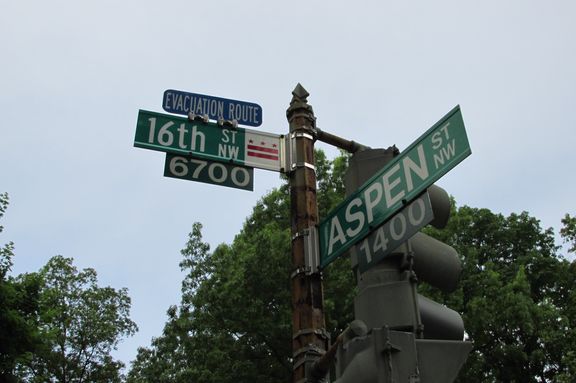 EVACUATION ROUTE
16th ST NW
6700
ASPEN ST NW
1400